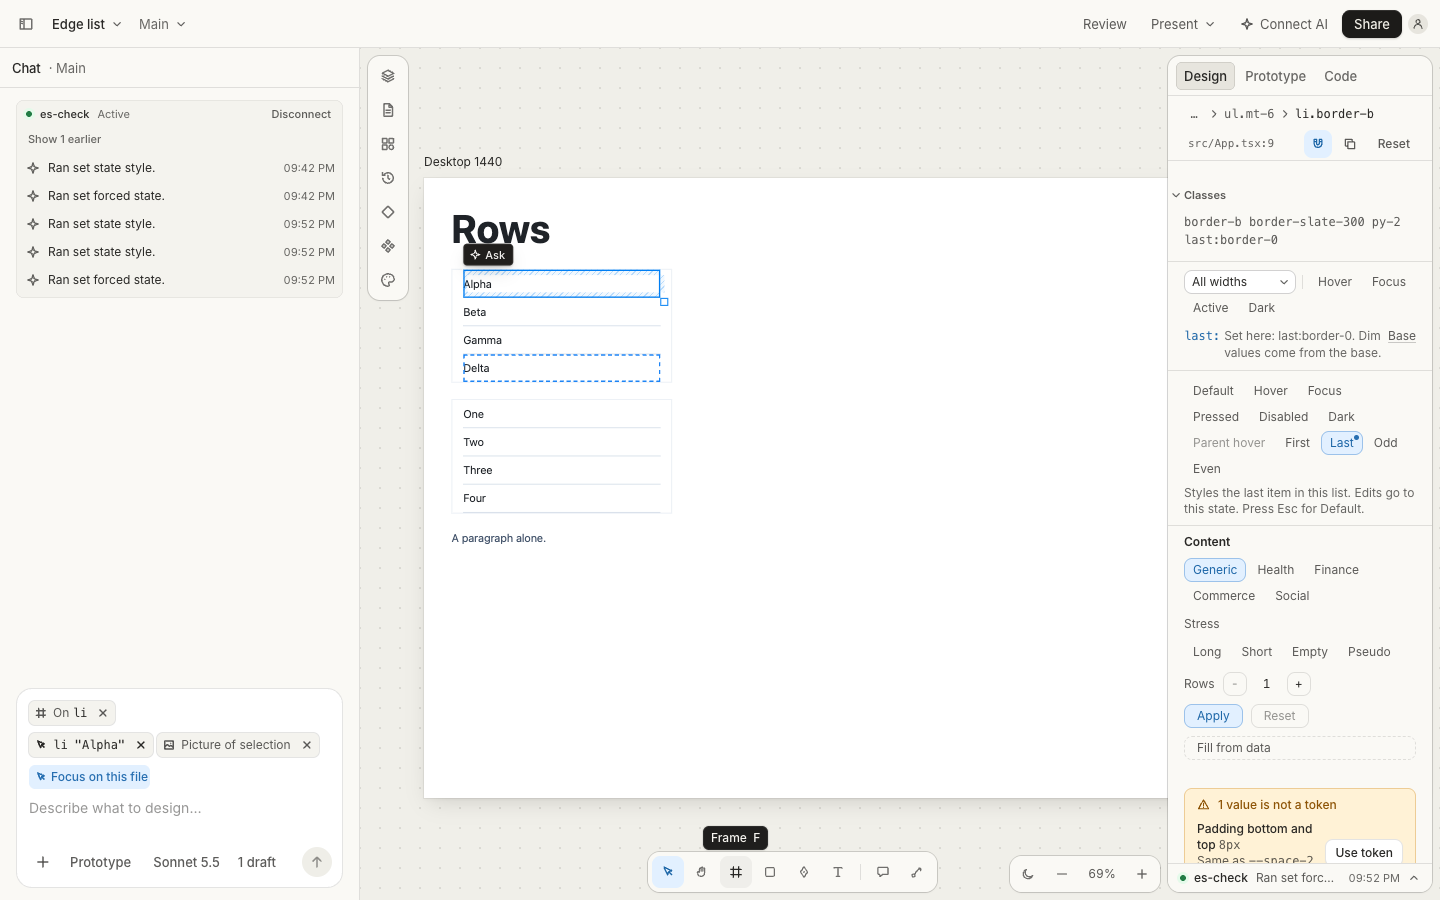 Edge list
Main
Review
Present
Connect AI
Share
Chat · Main
es-check Active
Disconnect
Show 1 earlier
Ran set state style. 09:42 PM
Ran set forced state. 09:42 PM
Ran set state style. 09:52 PM
Ran set state style. 09:52 PM
Ran set forced state. 09:52 PM
On li
li "Alpha"
Picture of selection
Focus on this file
Describe what to design...
Prototype
Sonnet 5.5
1 draft
Desktop 1440
Rows
Ask
Alpha
Beta
Gamma
Delta
One
Two
Three
Four
A paragraph alone.
Frame F
T
69%
Design
Prototype
Code
… > ul.mt-6 > li.border-b
src/App.tsx:9
Reset
Classes
border-b border-slate-300 py-2
last:border-0
All widths
Hover
Focus
Active
Dark
last: Set here: last:border-0. Dim Base
values come from the base.
Default
Hover
Focus
Pressed
Disabled
Dark
Parent hover
First
Last
Odd
Even
Styles the last item in this list. Edits go to
this state. Press Esc for Default.
Content
Generic
Health
Finance
Commerce
Social
Stress
Long
Short
Empty
Pseudo
Rows - 1 +
Apply
Reset
Fill from data
1 value is not a token
Padding bottom and
top 8px
Same as --space-2
Use token
es-check Ran set forc... 09:52 PM